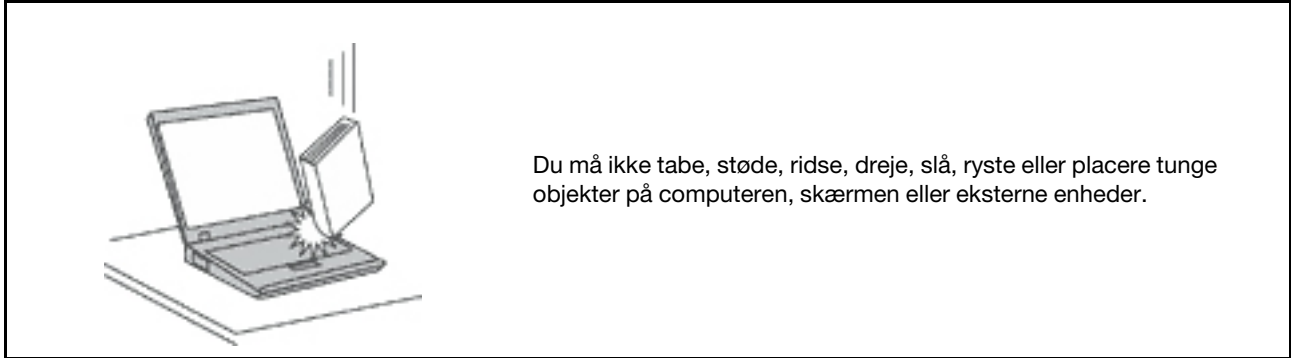 Du må ikke tabe, støde, ridse, dreje, slå, ryste eller placere tunge
objekter på computeren, skærmen eller eksterne enheder.